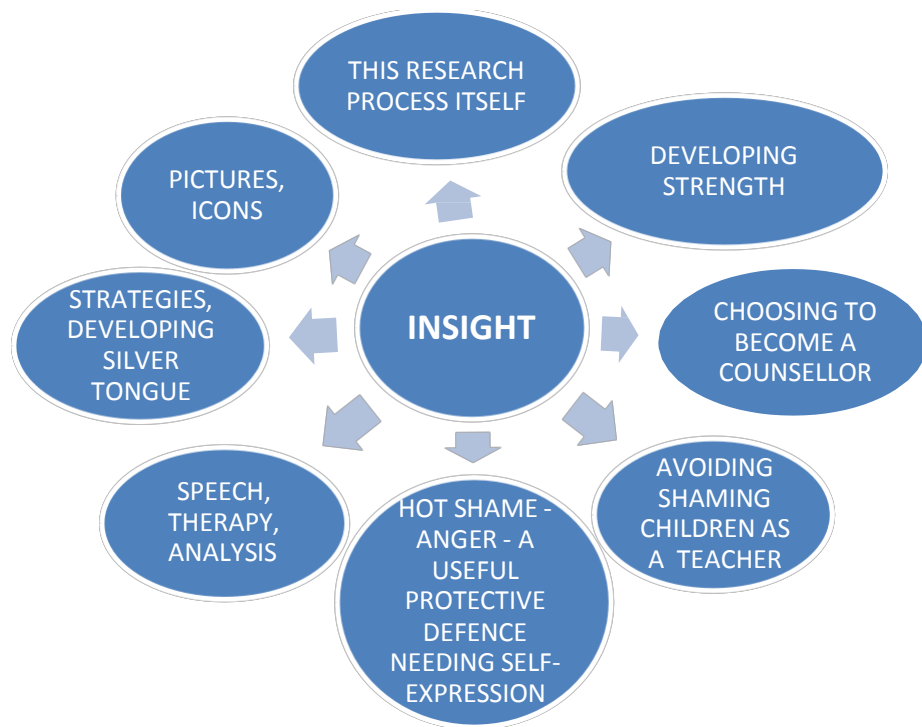 THIS RESEARCH
PROCESS ITSELF
DEVELOPING
STRENGTH
PICTURES,
ICONS
INSIGHT
STRATEGIES,
DEVELOPING
SILVER
TONGUE
CHOOSING TO
BECOME A
COUNSELLOR
SPEECH,
THERAPY,
ANALYSIS
HOT SHAME -
ANGER - A
USEFUL
PROTECTIVE
DEFENCE
NEEDING SELF-
EXPRESSION
AVOIDING
SHAMING
CHILDREN AS
A TEACHER